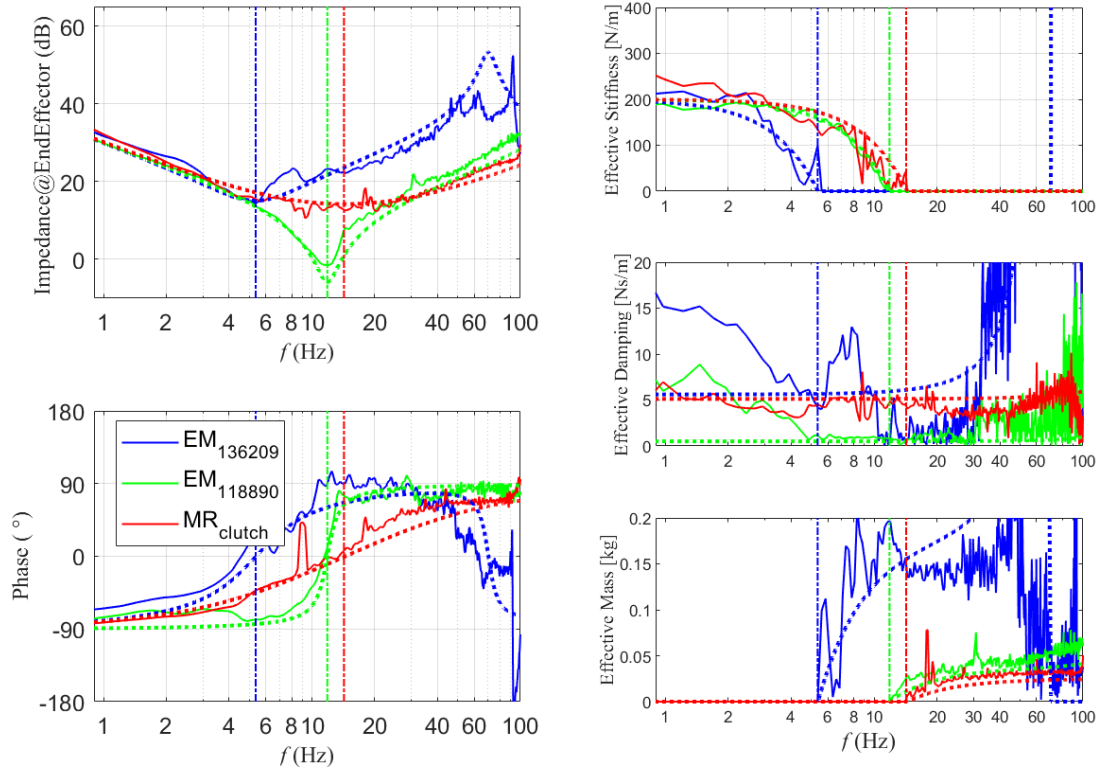 Impedance@EndEffector (dB)
60
40
20
0
1 2 4 6 8 10 20 40 60 100
f (Hz)
Phase ( °)
180
90
0
-90
-180
EM136209
EM118890
MRclutch
1 2 4 6 8 10 20 40 60 100
f (Hz)
Effective Stiffness [N/m]
400
300
200
100
0
1 2 4 6 8 10 20 40 60 100
Effective Damping [Ns/m]
20
15
10
5
0
1 2 4 6 8 10 20 30 40 60 100
Effective Mass [kg]
0.2
0.15
0.1
0.05
0
1 2 4 6 8 10 20 40 60 100
f (Hz)